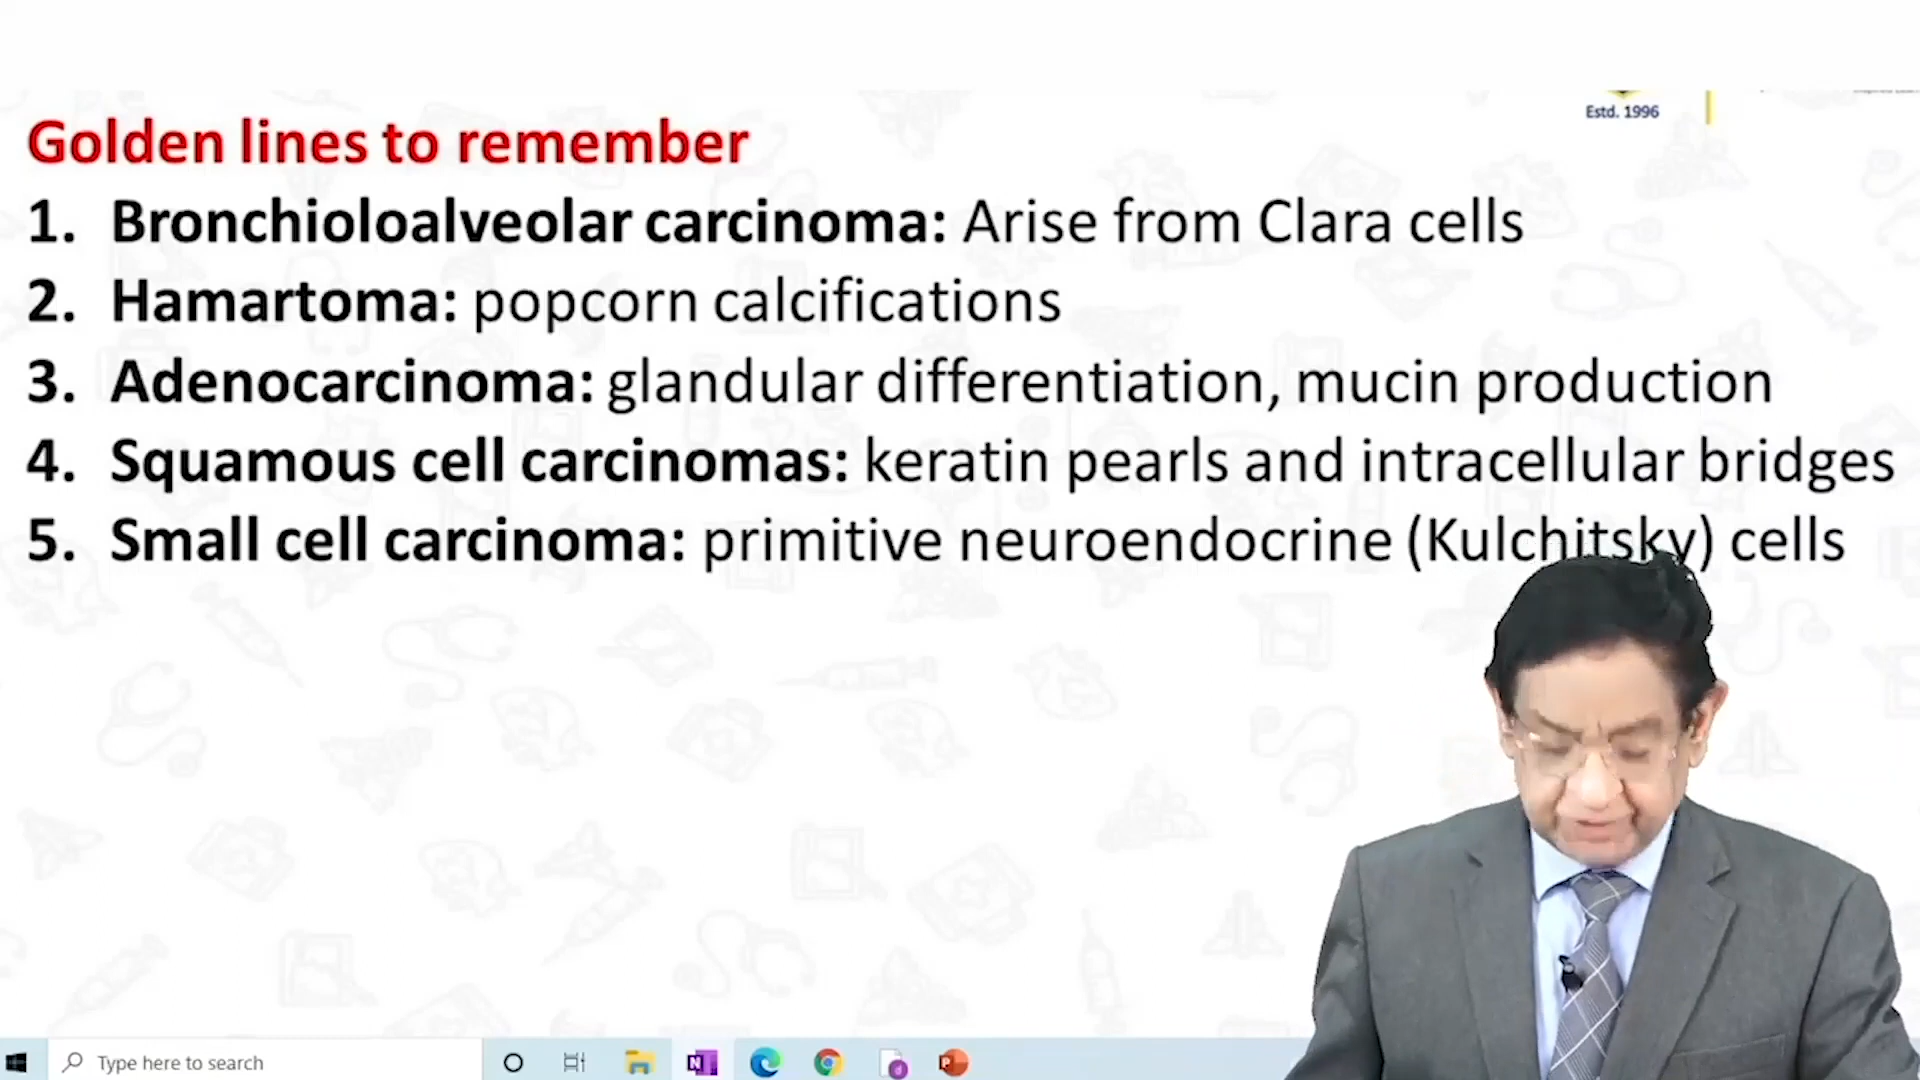 Estd. 1996
Golden lines to remember
1. Bronchioloalveolar carcinoma: Arise from Clara cells
2. Hamartoma: popcorn calcifications
3. Adenocarcinoma: glandular differentiation, mucin production
4. Squamous cell carcinomas: keratin pearls and intracellular bridges
5. Small cell carcinoma: primitive neuroendocrine (Kulchitsky) cells
Type here to search